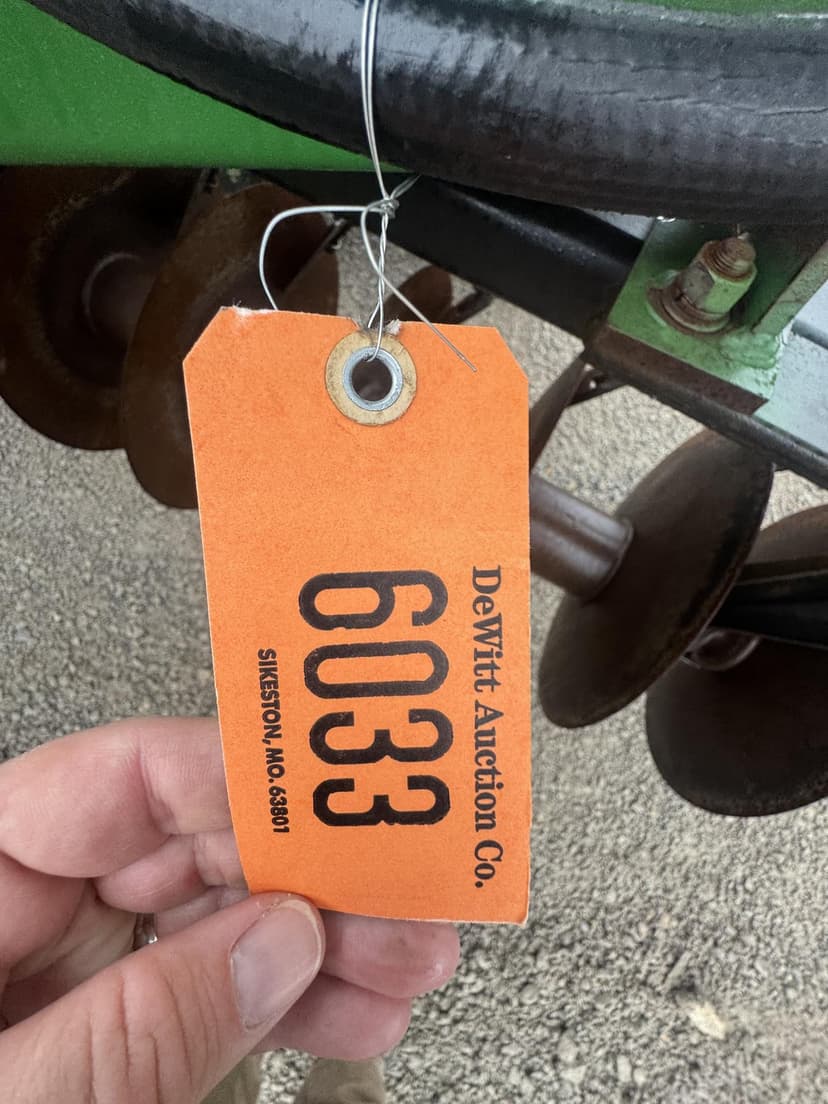 DeWitt Auction Co.
6033
SIKESTON, MO. 63801